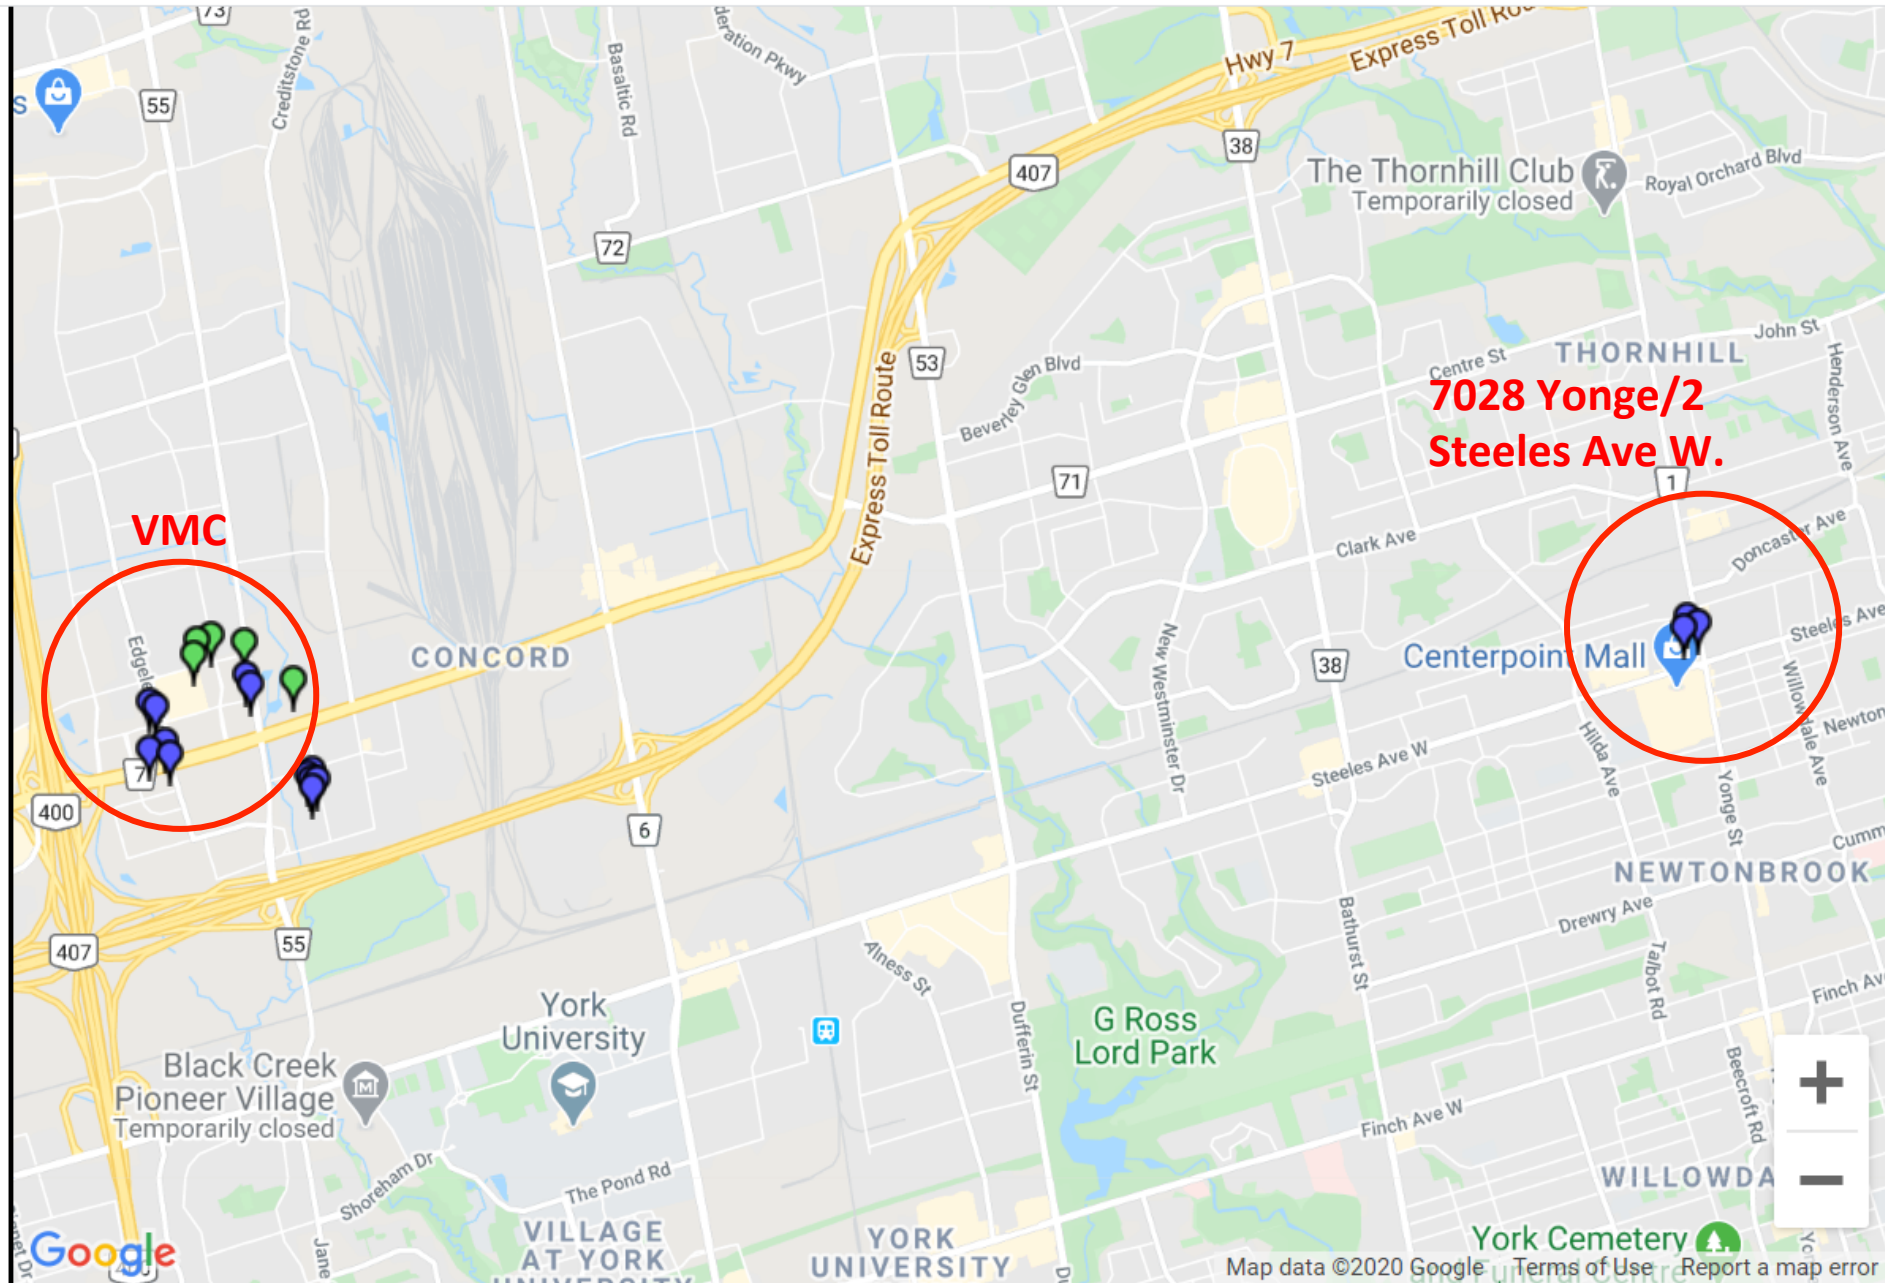 73
Creditstone Rd
Basaltic Rd
Hwy 7
Express Toll
S
55
38
407
The Thornhill Club
Temporarily closed
Royal Orchard Blvd
72
53
John St
THORNHILL
Centre St
Henderson Ave
Beverley Glen Blvd
Express Toll Route
7028 Yonge/2
Steeles Ave W.
71
1
VMC
Clark Ave
Doncaster Ave
CONCORD
New Westminster Dr
38
Centerpoint Mall
Steeles Ave
Willowdale Ave
7
400
6
Steeles Ave W
Hilda Ave
Yonge St
NEWTONBROOK
Drewry Ave
Bathurst St
Talbot Rd
407
55
Alness St
Dufferin St
York
University
G Ross
Lord Park
Black Creek
Pioneer Village
Temporarily closed
Finch Ave W
Beecroft Rd
Shoreham Dr
The Pond Rd
Jane
WILLOWDA
VILLAGE
AT YORK
UNIVERSITY
YORK
UNIVERSITY
York Cemetery
Google
Map data ©2020 Google
Terms of Use
Report a map error